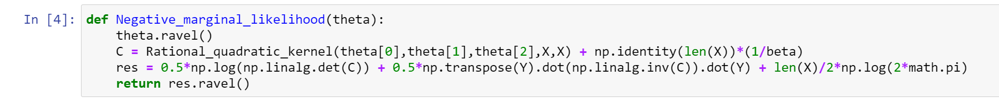 In [4]: def Negative_marginal_likelihood(theta):
theta.ravel()
C = Rational_quadratic_kernel(theta[0],theta[1],theta[2],X,X) + np.identity(len(X))*(1/beta)
res = 0.5*np.log(np.linalg.det(C)) + 0.5*np.transpose(Y).dot(np.linalg.inv(C)).dot(Y) + len(X)/2*np.log(2*math.pi)
return res.ravel()